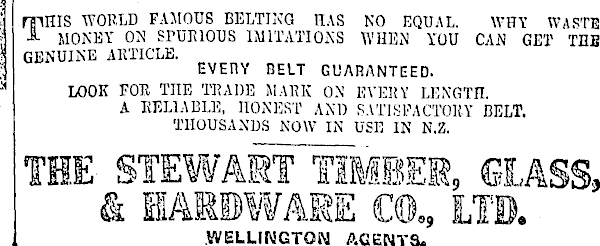 THIS WORLD FAMOUS BELTING HAS NO EQUAL. WHY WASTE
MONEY ON SPURIOUS IMITATIONS WHEN YOU CAN GET THE
GENUINE ARTICLE.
EVERY BELT GUARANTEED.
LOOK FOR THE TRADE MARK ON EVERY LENGTH.
A RELIABLE, HONEST AND SATISFACTORY BELT.
THOUSANDS NOW IN USE IN N.Z.
THE STEWART TIMBER, GLASS,
& HARDWARE CO., LTD.
WELLINGTON AGENTS.